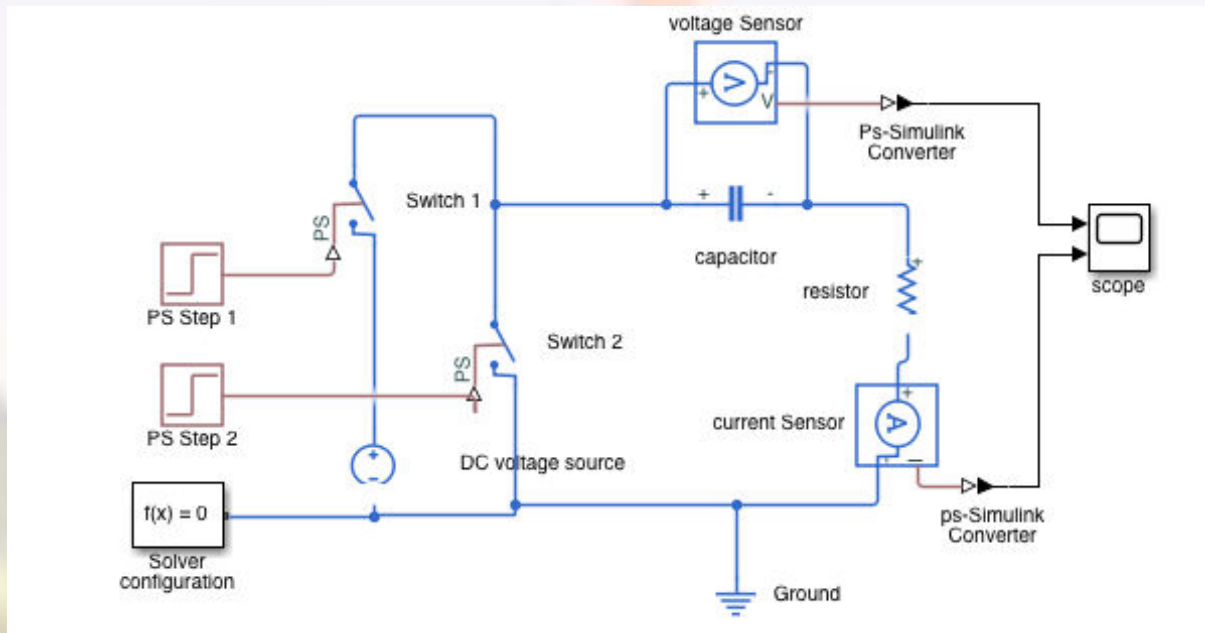 voltage Sensor
+
-
V
V
Ps-Simulink
Converter
PS
Switch 1
+
-
capacitor
PS Step 1
resistor
+
scope
PS
Switch 2
PS Step 2
current Sensor
+
A
-
I
+
-
DC voltage source
f(x) = 0
Solver
configuration
ps-Simulink
Converter
Ground